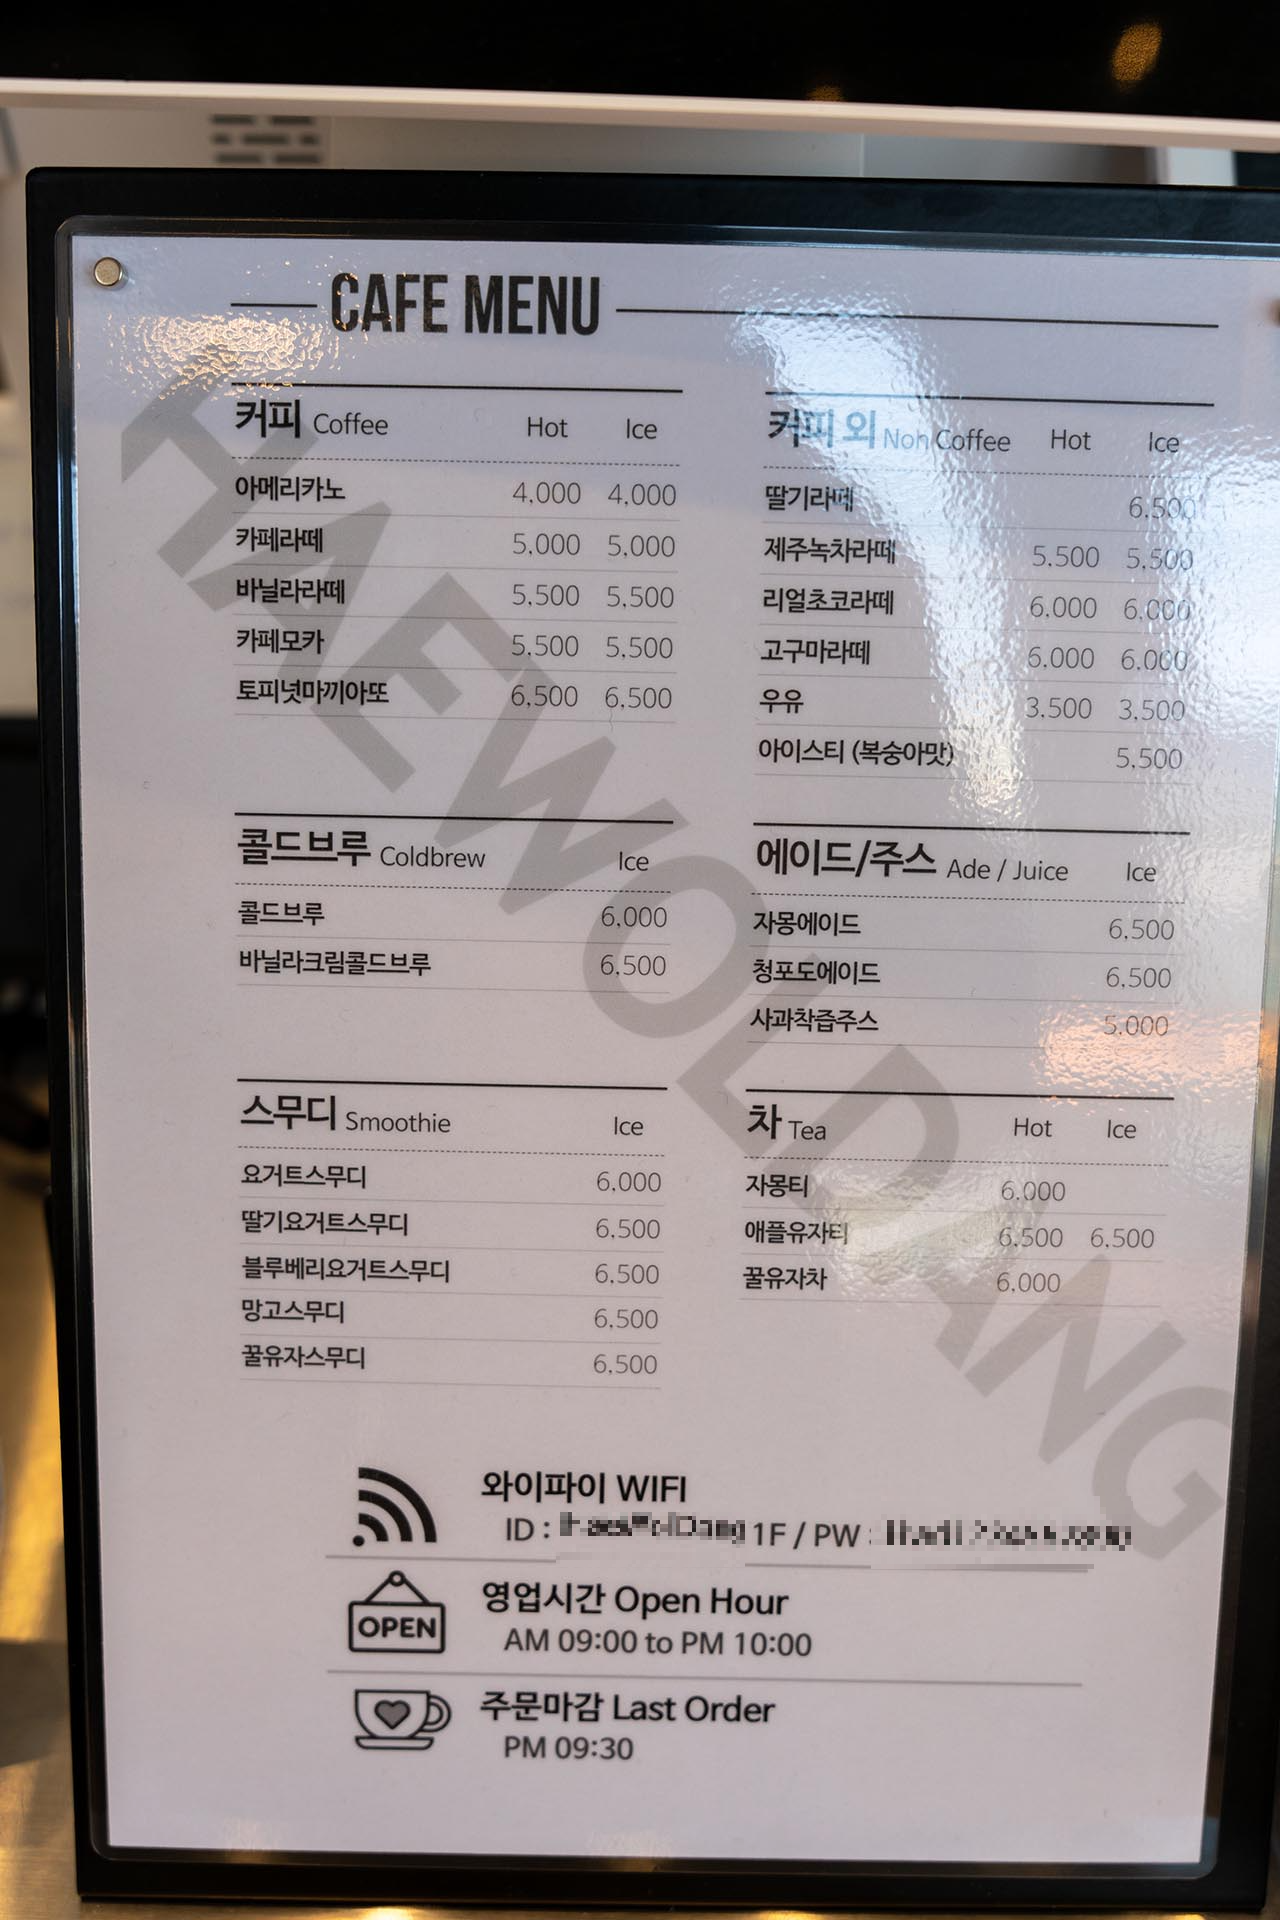 CAFE MENU
커피 Coffee Hot Ice
아메리카노 4,000 4,000
카페라떼 5,000 5,000
바닐라라떼 5,500 5,500
카페모카 5,500 5,500
토피넛마끼아또 6,500 6,500
커피 외 Non Coffee Hot Ice
딸기라떼 6,500
제주녹차라떼 5,500 5,500
리얼초코라떼 6,000 6,000
고구마라떼 6,000 6,000
우유 3,500 3,500
아이스티 (복숭아맛) 5,500
콜드브루 Coldbrew Ice
콜드브루 6,000
바닐라크림콜드브루 6,500
에이드/주스 Ade / Juice Ice
자몽에이드 6,500
청포도에이드 6,500
사과착즙주스 5,000
스무디 Smoothie Ice
요거트스무디 6,000
딸기요거트스무디 6,500
블루베리요거트스무디 6,500
망고스무디 6,500
꿀유자스무디 6,500
차 Tea Hot Ice
자몽티 6,000
애플유자티 6,500 6,500
꿀유자차 6,000
HAEWOLDANG
와이파이 WIFI
ID : 1F / PW :
OPEN
영업시간 Open Hour
AM 09:00 to PM 10:00
주문마감 Last Order
PM 09:30